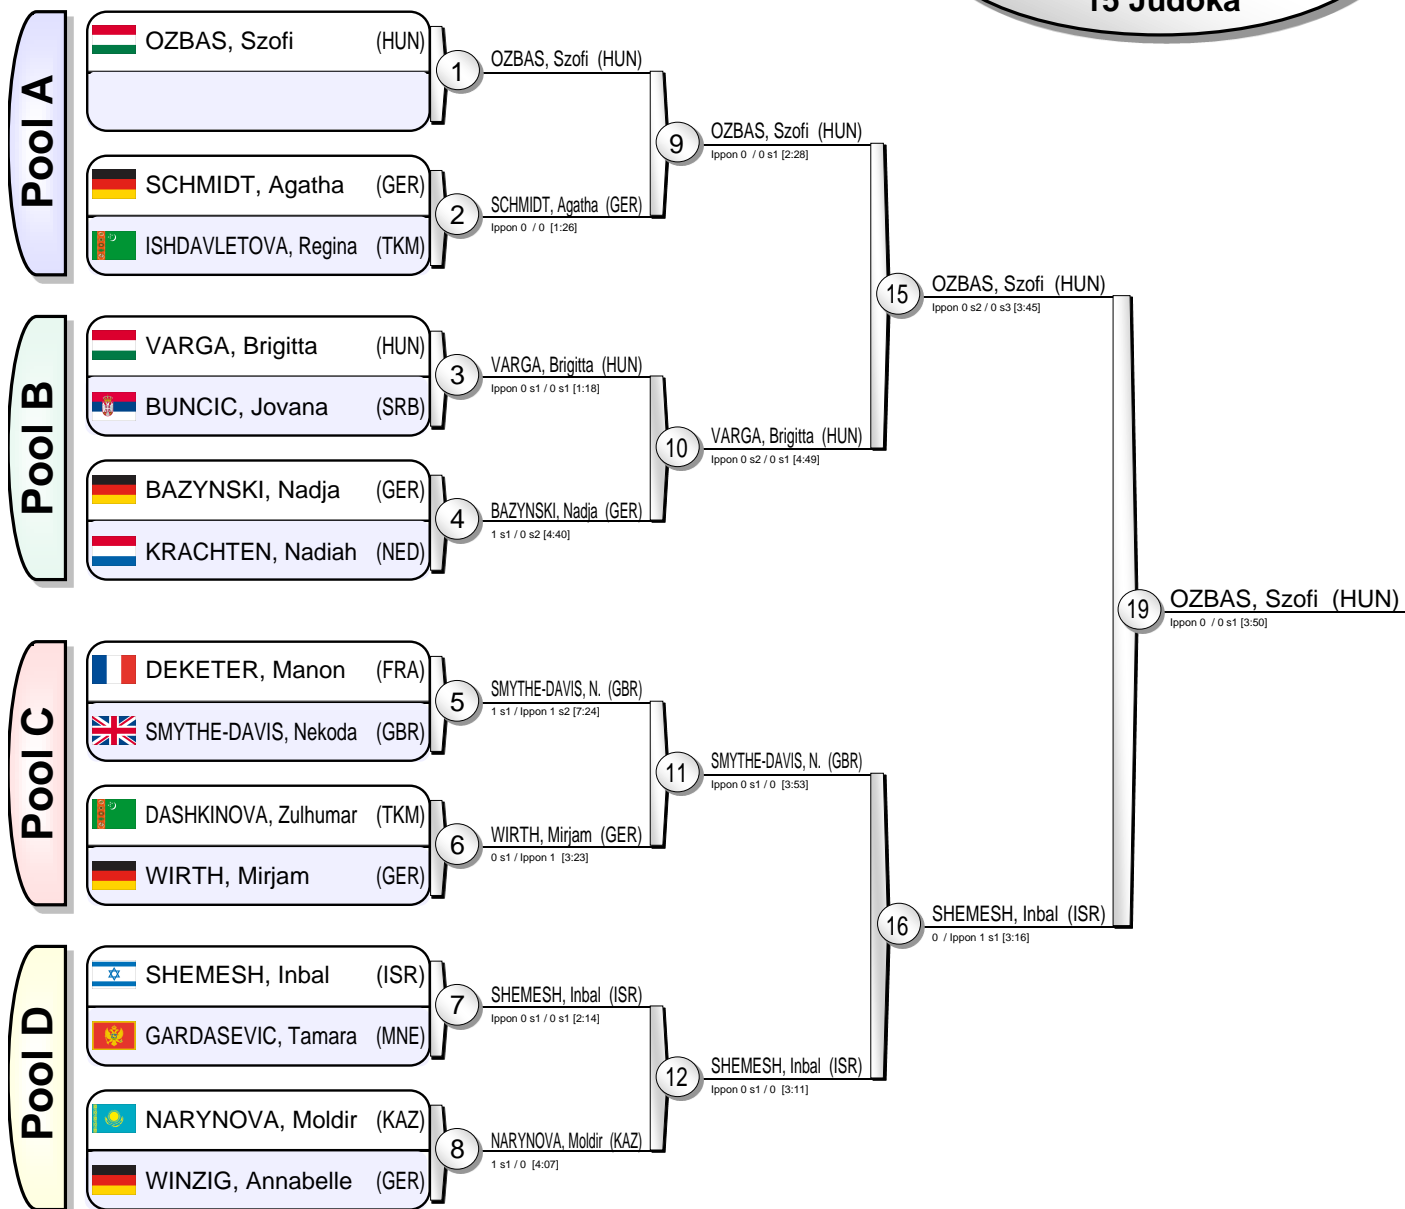 15 Judoka
Pool A
OZBAS, Szofi (HUN)
1
OZBAS, Szofi (HUN)
SCHMIDT, Agatha (GER)
ISHDAVLETOVA, Regina (TKM)
2
SCHMIDT, Agatha (GER)
Ippon 0 / 0 [1:26]
9
OZBAS, Szofi (HUN)
Ippon 0 / 0 s1 [2:28]
Pool B
VARGA, Brigitta (HUN)
BUNCIC, Jovana (SRB)
3
VARGA, Brigitta (HUN)
Ippon 0 s1 / 0 s1 [1:18]
BAZYNSKI, Nadja (GER)
KRACHTEN, Nadiah (NED)
4
BAZYNSKI, Nadja (GER)
1 s1 / 0 s2 [4:40]
10
VARGA, Brigitta (HUN)
Ippon 0 s2 / 0 s1 [4:49]
15
OZBAS, Szofi (HUN)
Ippon 0 s2 / 0 s3 [3:45]
Pool C
DEKETER, Manon (FRA)
SMYTHE-DAVIS, Nekoda (GBR)
5
SMYTHE-DAVIS, N. (GBR)
1 s1 / Ippon 1 s2 [7:24]
DASHKINOVA, Zulhumar (TKM)
WIRTH, Mirjam (GER)
6
WIRTH, Mirjam (GER)
0 s1 / Ippon 1 [3:23]
11
SMYTHE-DAVIS, N. (GBR)
Ippon 0 s1 / 0 [3:53]
Pool D
SHEMESH, Inbal (ISR)
GARDASEVIC, Tamara (MNE)
7
SHEMESH, Inbal (ISR)
Ippon 0 s1 / 0 s1 [2:14]
NARYNOVA, Moldir (KAZ)
WINZIG, Annabelle (GER)
8
NARYNOVA, Moldir (KAZ)
1 s1 / 0 [4:07]
12
SHEMESH, Inbal (ISR)
Ippon 0 s1 / 0 [3:11]
16
SHEMESH, Inbal (ISR)
0 / Ippon 1 s1 [3:16]
19
OZBAS, Szofi (HUN)
Ippon 0 / 0 s1 [3:50]